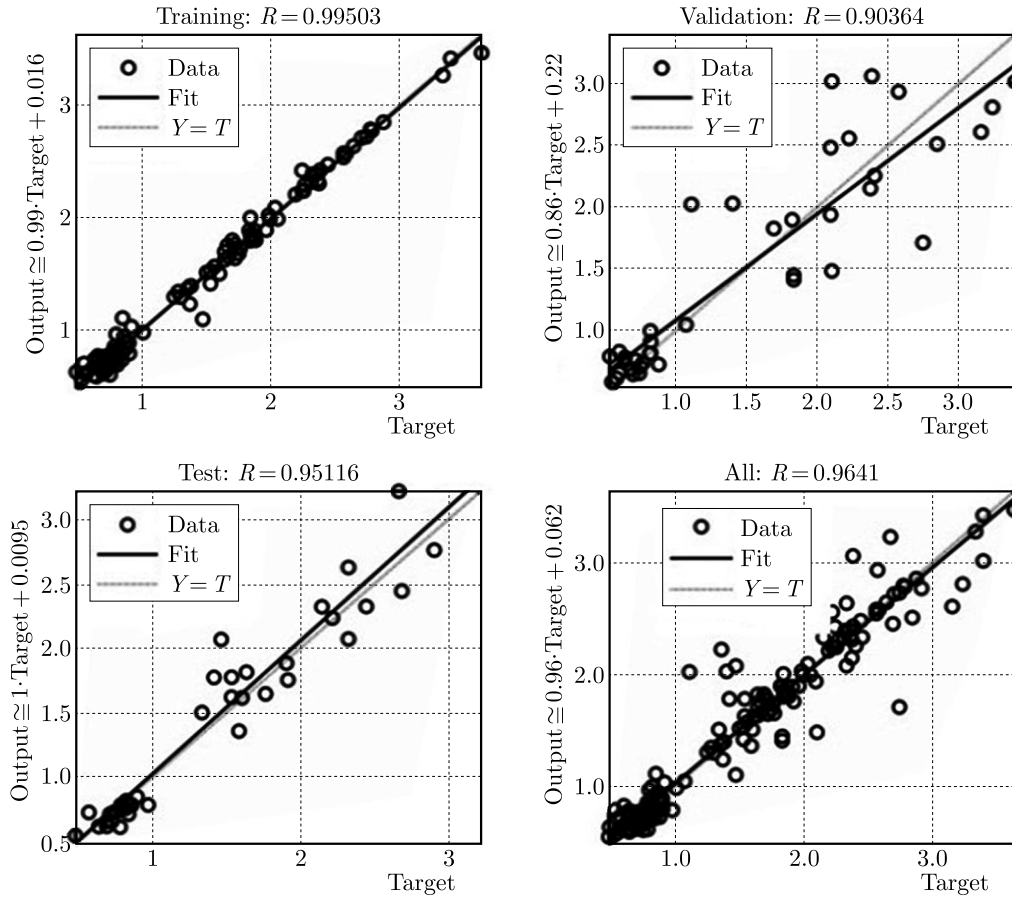 Training: R=0.99503
Output≅0.99·Target+0.016
Data
Fit
Y=T
3
2
1
1 2 3
Target
Validation: R=0.90364
Output≅0.86·Target+0.22
Data
Fit
Y=T
3.0
2.5
2.0
1.5
1.0
1.0 1.5 2.0 2.5 3.0
Target
Test: R=0.95116
Output≅1·Target+0.0095
Data
Fit
Y=T
3.0
2.5
2.0
1.5
1.0
0.5
1 2 3
Target
All: R=0.9641
Output≅0.96·Target+0.062
Data
Fit
Y=T
3.0
2.0
1.0
1.0 2.0 3.0
Target